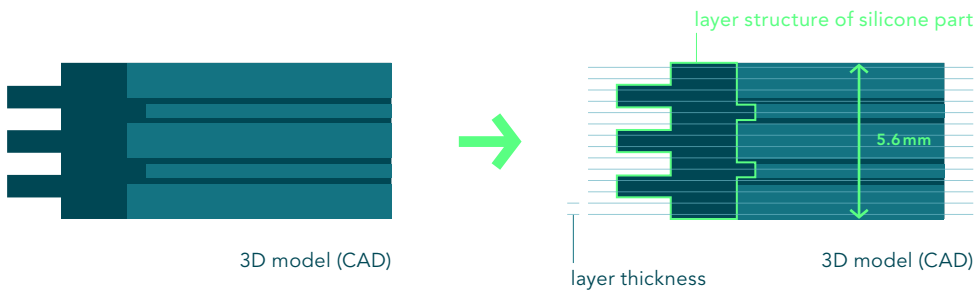 layer structure of silicone part
5.6 mm
3D model (CAD)
3D model (CAD)
layer thickness